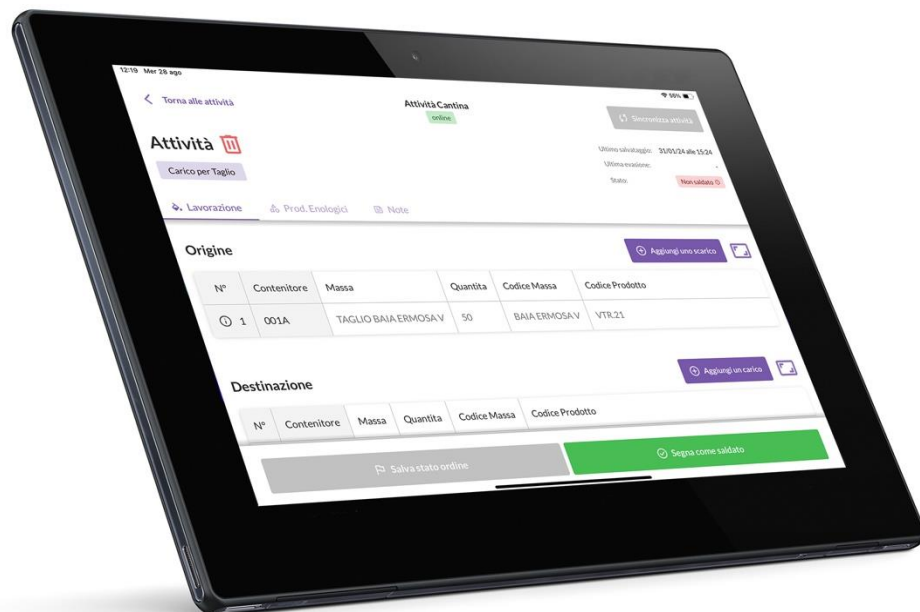 12:19 Mer 28 ago
56%
Torna alle attività
Attività Cantina
online
Sincronizza attività
Attività
Carico per Taglio
Ultimo salvataggio: 31/01/24 alle 15:24
Ultima evasione: -
Stato: Non saldato
Lavorazione Prod. Enologici Note
Origine
Aggiungi uno scarico
N° Contenitore Massa Quantita Codice Massa Codice Prodotto
1 001A TAGLIO BAIA ERMOSA V 50 BAIA ERMOSA V VTR.21
Destinazione
Aggiungi un carico
N° Contenitore Massa Quantita Codice Massa Codice Prodotto
Salva stato ordine
Segna come saldato